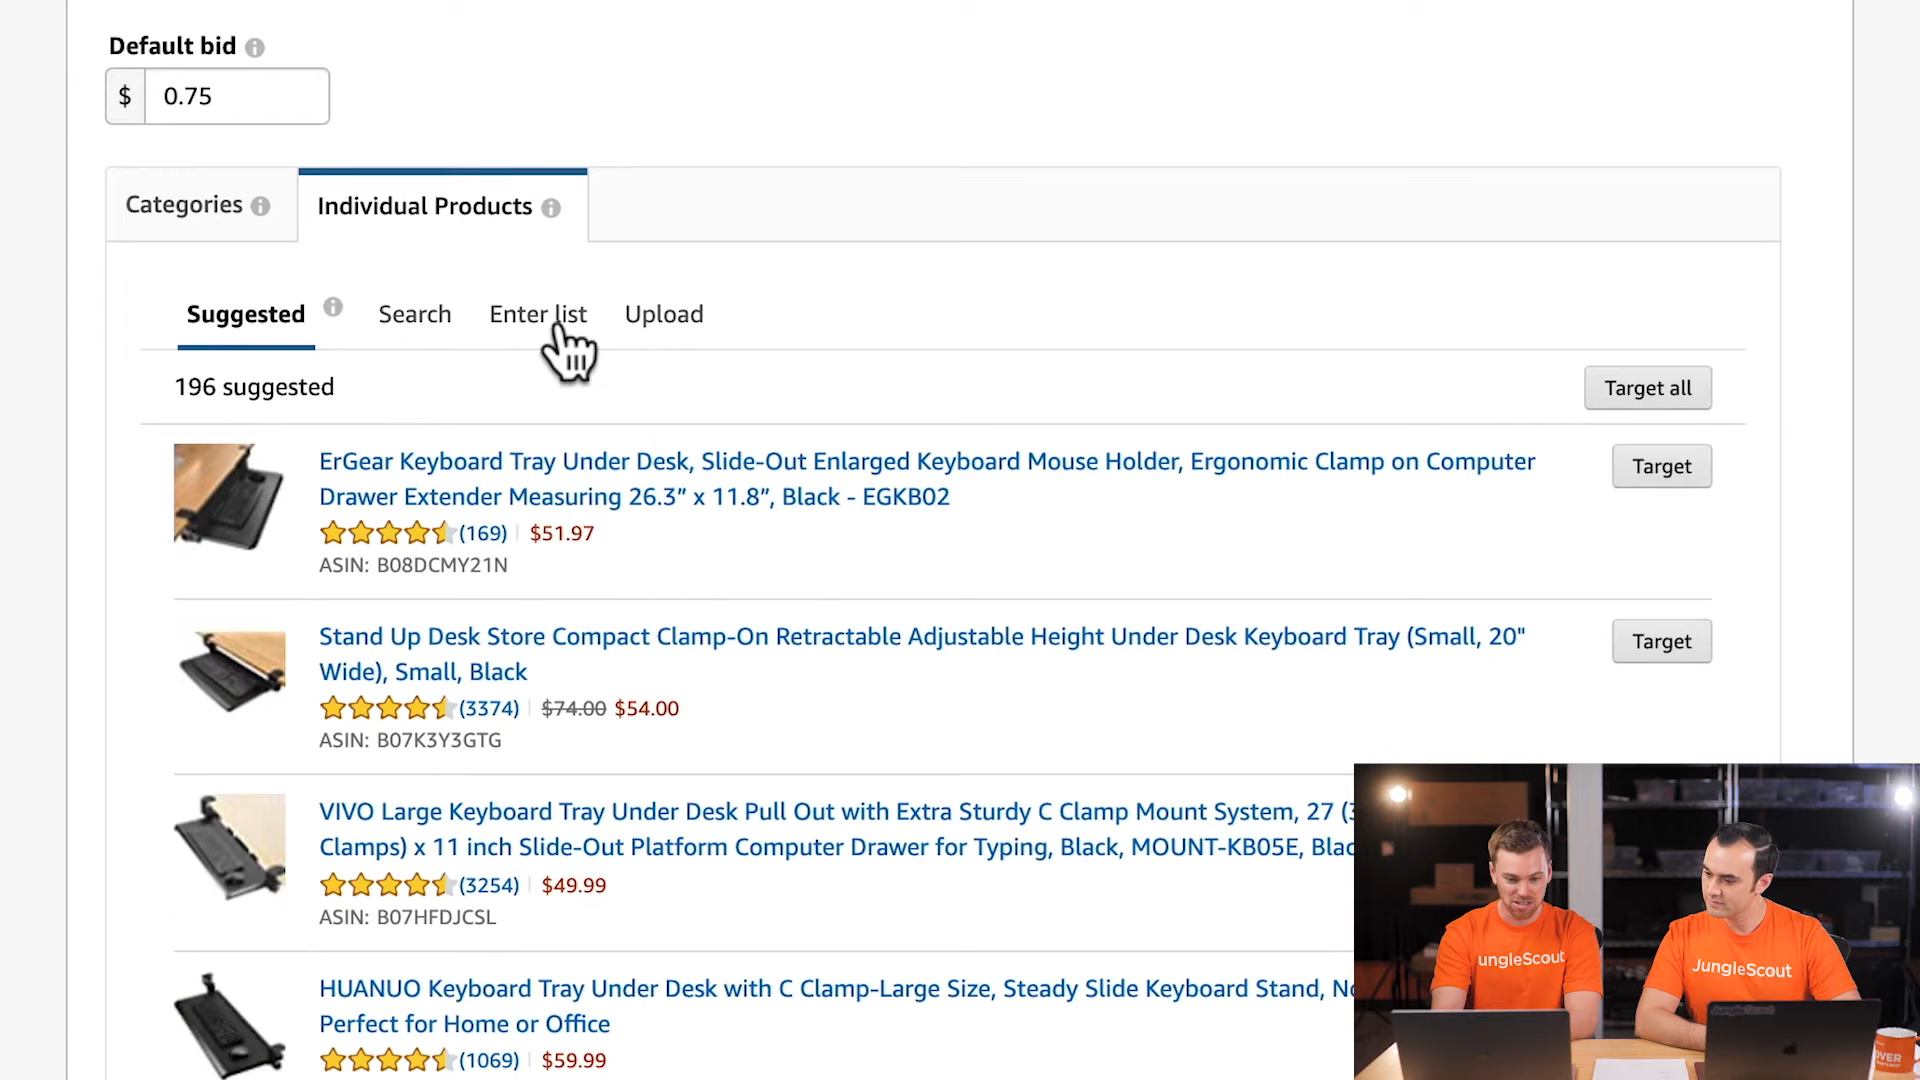 Default bid
$ 0.75
Categories
Individual Products
Suggested
Search
Enter list
Upload
196 suggested
Target all
ErGear Keyboard Tray Under Desk, Slide-Out Enlarged Keyboard Mouse Holder, Ergonomic Clamp on Computer
Drawer Extender Measuring 26.3” x 11.8”, Black - EGKB02
Target
(169) $51.97
ASIN: B08DCMY21N
Stand Up Desk Store Compact Clamp-On Retractable Adjustable Height Under Desk Keyboard Tray (Small, 20"
Wide), Small, Black
Target
(3374) $74.00 $54.00
ASIN: B07K3Y3GTG
VIVO Large Keyboard Tray Under Desk Pull Out with Extra Sturdy C Clamp Mount System, 27 (3
Clamps) x 11 inch Slide-Out Platform Computer Drawer for Typing, Black, MOUNT-KB05E, Blac
(3254) $49.99
ASIN: B07HFDJCSL
HUANUO Keyboard Tray Under Desk with C Clamp-Large Size, Steady Slide Keyboard Stand, No
Perfect for Home or Office
(1069) $59.99
ungleScout
JungleScout
JungleScout
OVER